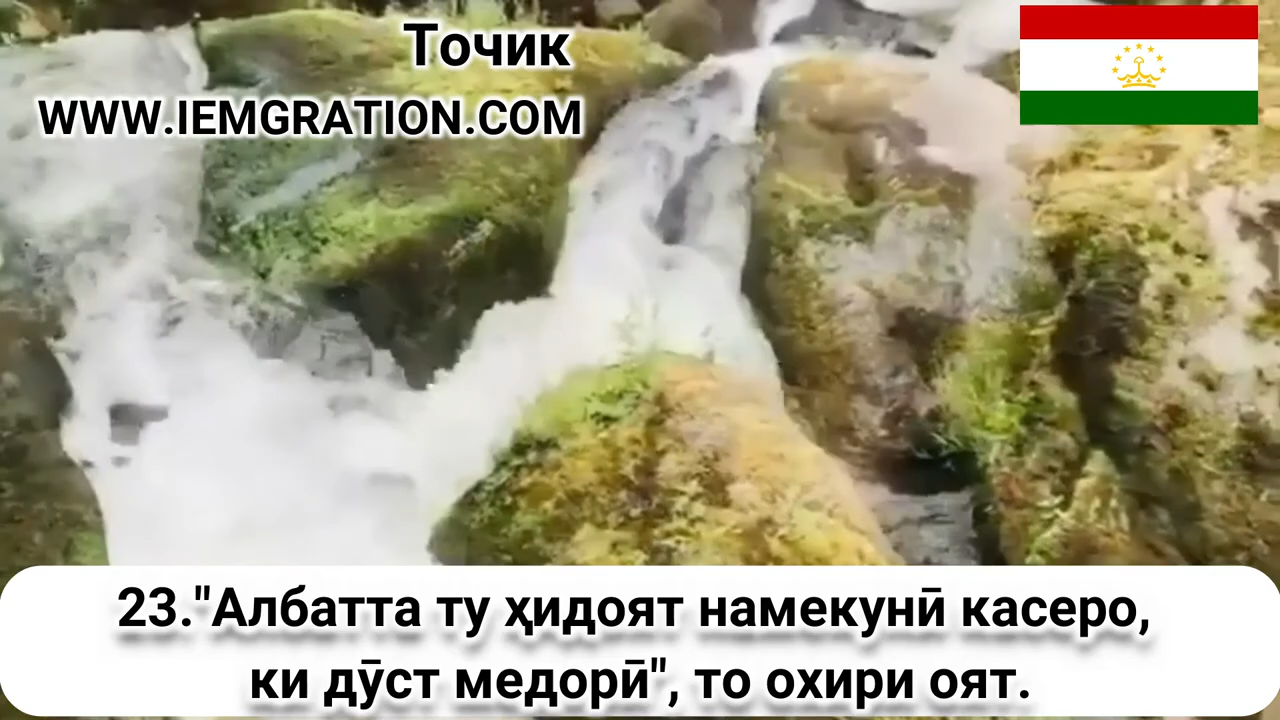 Точик
WWW.IEMGRATION.COM
23."Албатта ту ҳидоят намекунӣ касеро,
ки дӯст медорӣ", то охири оят.